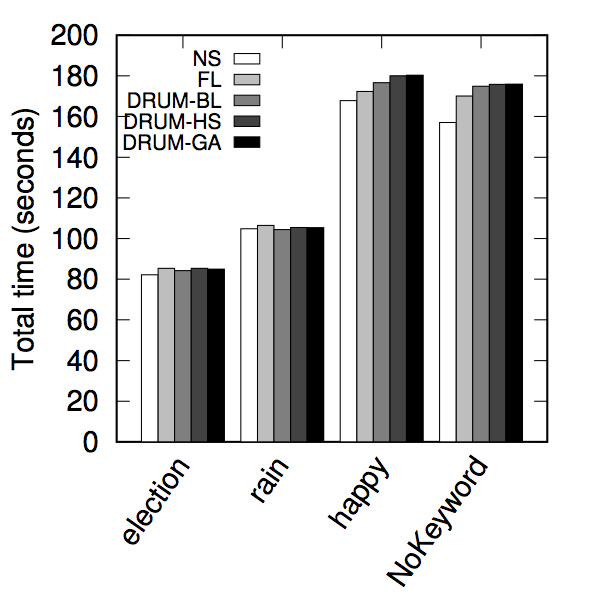 200
180
160
140
120
100
80
60
40
20
0
Total time (seconds)
NS
FL
DRUM-BL
DRUM-HS
DRUM-GA
election
rain
happy
NoKeyword